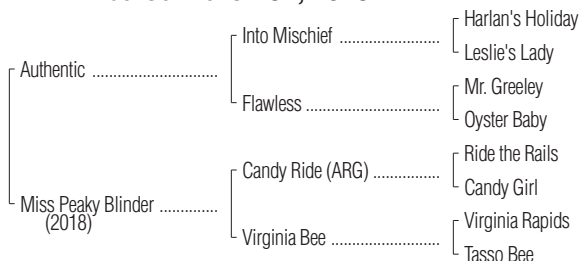 Harlan's Holiday
Into Mischief ........................
Leslie's Lady
Authentic ..............................
Mr. Greeley
Flawless ................................
Oyster Baby
Ride the Rails
Candy Ride (ARG) ................
Candy Girl
Miss Peaky Blinder ..............
(2018)
Virginia Rapids
Virginia Bee ..........................
Tasso Bee